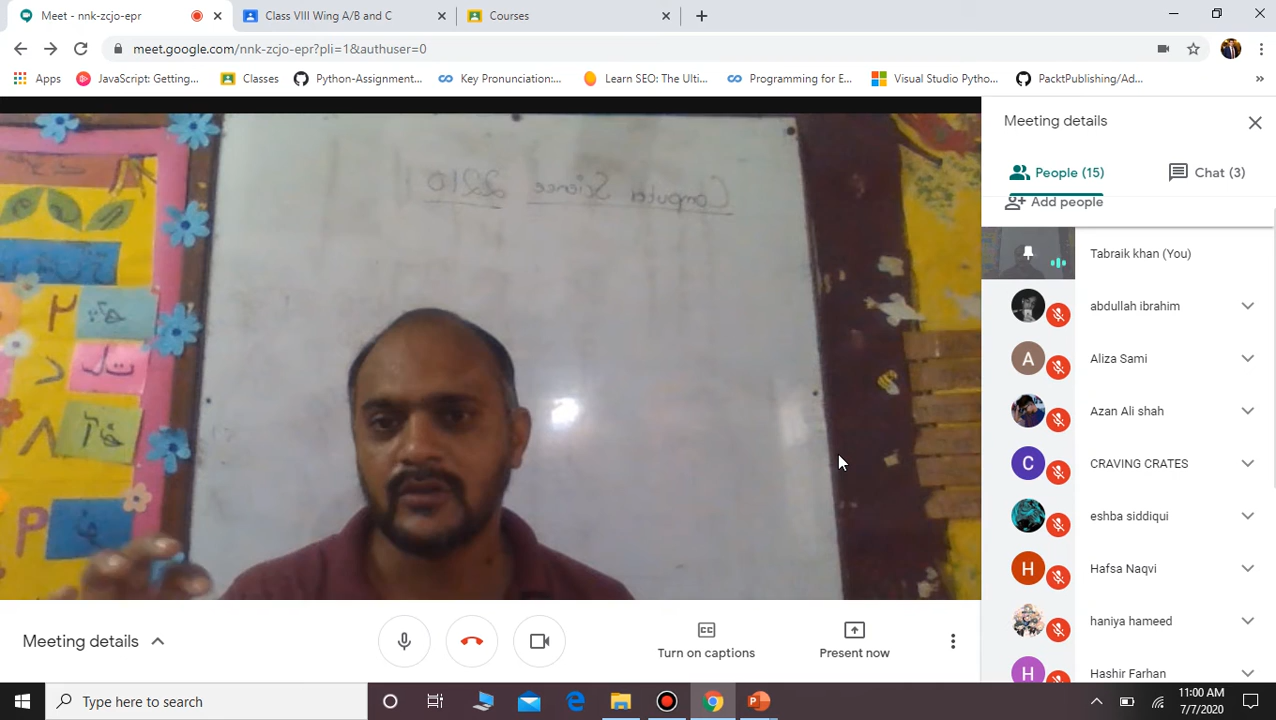 Meet - nnk-zcjo-epr
Class VIII Wing A/B and C
Courses
meet.google.com/nnk-zcjo-epr?pli=1&authuser=0
Apps
JavaScript: Getting...
Classes
Python-Assignment...
Key Pronunciation:...
Learn SEO: The Ulti...
Programming for E...
Visual Studio Pytho...
PacktPublishing/Ad...
»
Computer Science 2210
تل
Meeting details
People (15)
Chat (3)
Add people
Tabraik khan (You)
abdullah ibrahim
A
Aliza Sami
Azan Ali shah
C
CRAVING CRATES
eshba siddiqui
H
Hafsa Naqvi
haniya hameed
H
Hashir Farhan
Meeting details
CC
Turn on captions
Present now
Type here to search
11:00 AM
7/7/2020